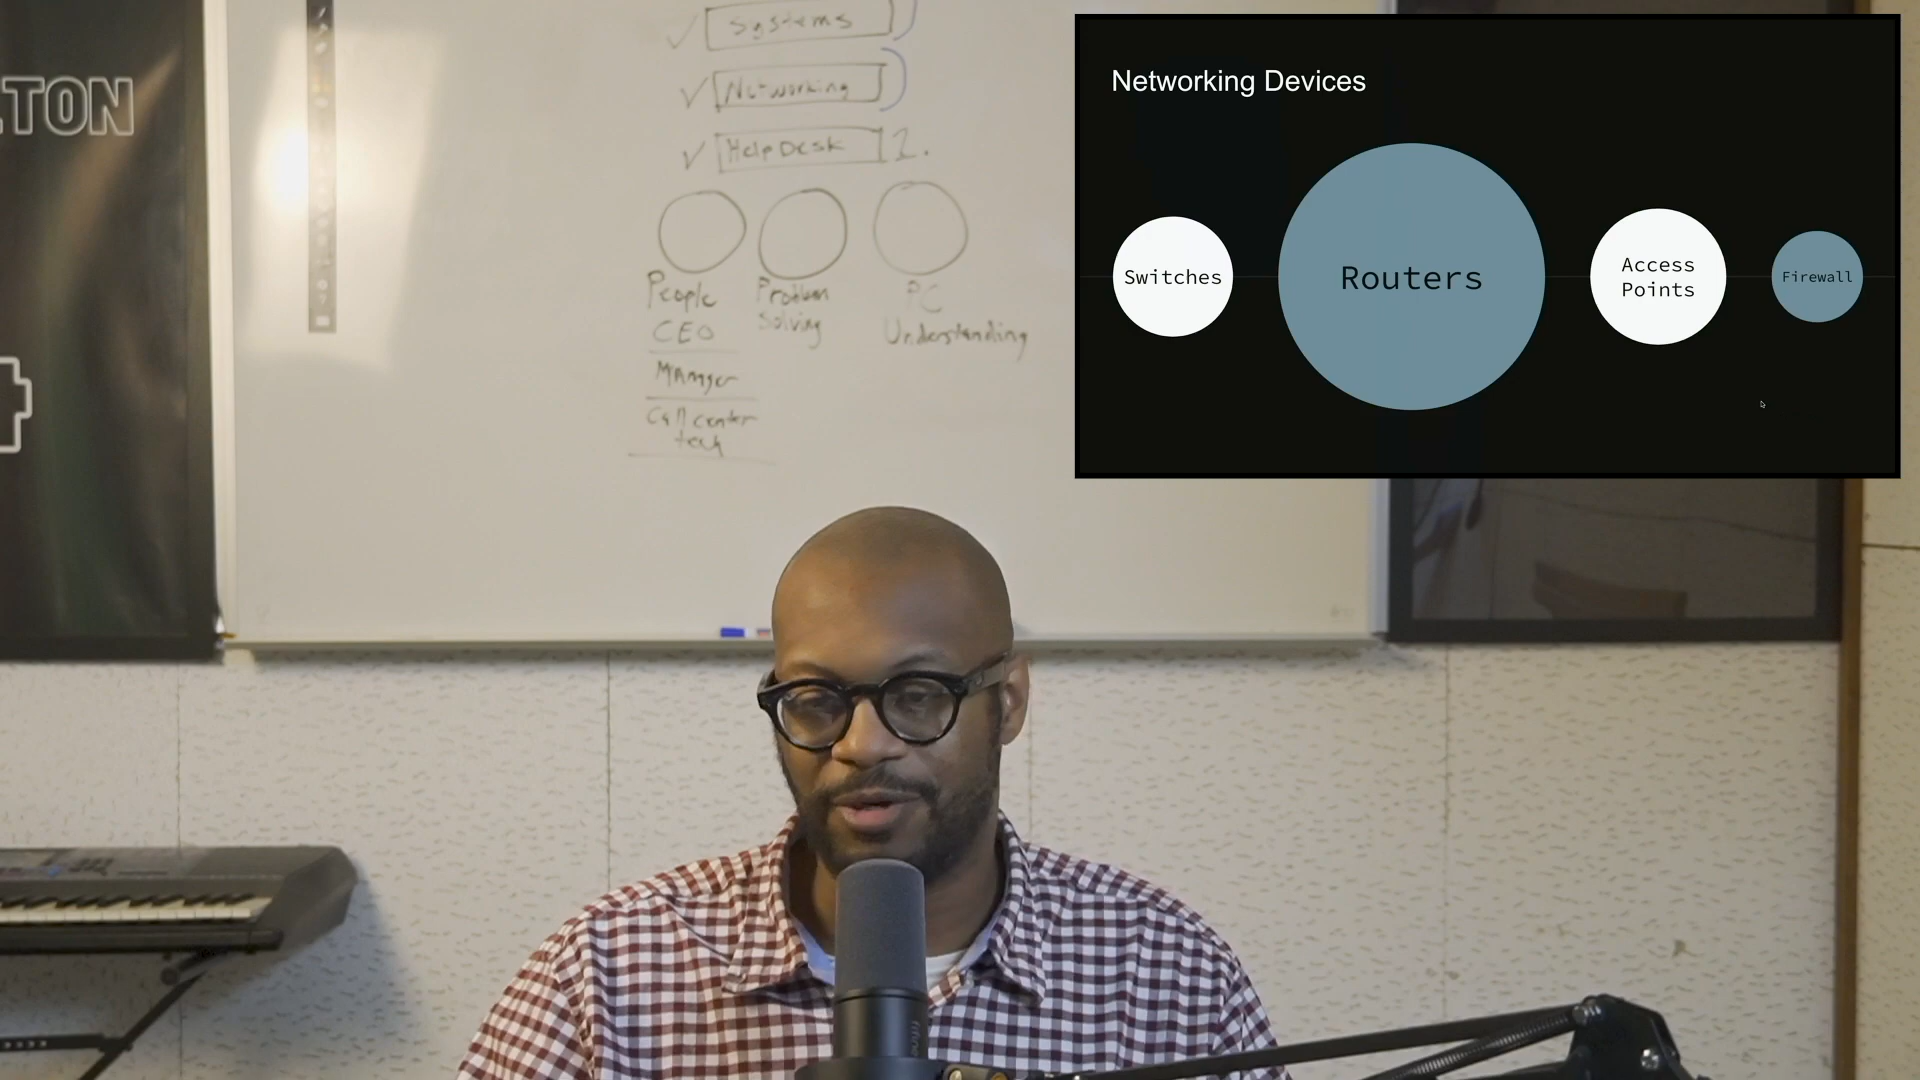 TON
Systems
✓ Networking
✓ Help Desk 1.
People
CEO
Manager
Call center
tech
Problem
Solving
PC
Understanding
Networking Devices
Switches
Routers
Access
Points
Firewall